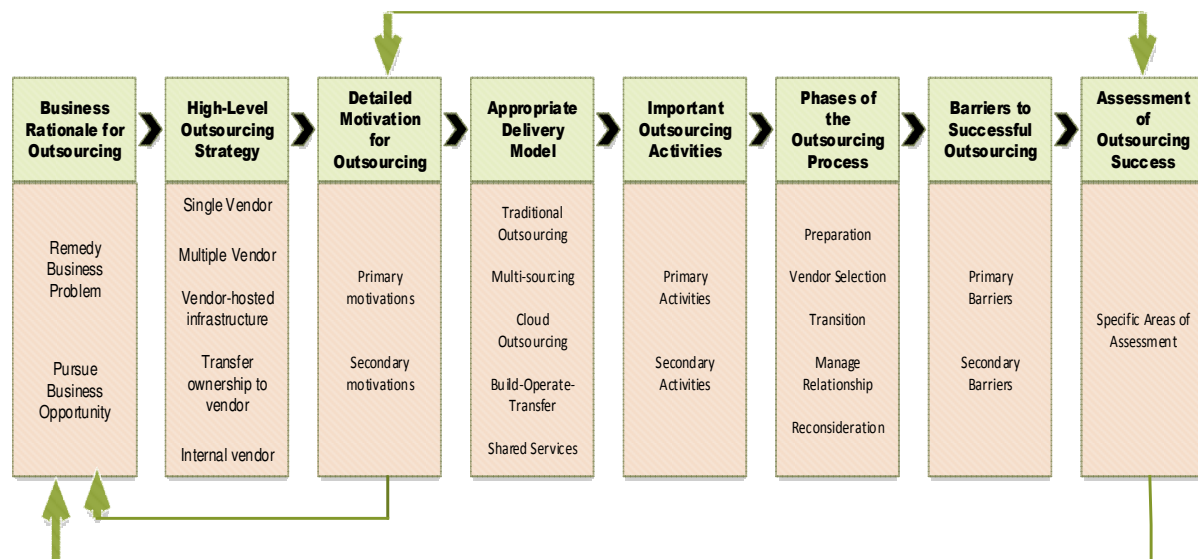 Business
Rationale for
Outsourcing
High-Level
Outsourcing
Strategy
Detailed
Motivation
for
Outsourcing
Appropriate
Delivery
Model
Important
Outsourcing
Activities
Phases of
the
Outsourcing
Process
Barriers to
Successful
Outsourcing
Assessment
of
Outsourcing
Success
Remedy
Business
Problem
Pursue
Business
Opportunity
Single Vendor
Multiple Vendor
Vendor-hosted
infrastructure
Transfer
ownership to
vendor
Internal vendor
Primary
motivations
Secondary
motivations
Traditional
Outsourcing
Multi-sourcing
Cloud
Outsourcing
Build-Operate-
Transfer
Shared Services
Primary
Activities
Secondary
Activities
Preparation
Vendor Selection
Transition
Manage
Relationship
Reconsideration
Primary
Barriers
Secondary
Barriers
Specific Areas of
Assessment